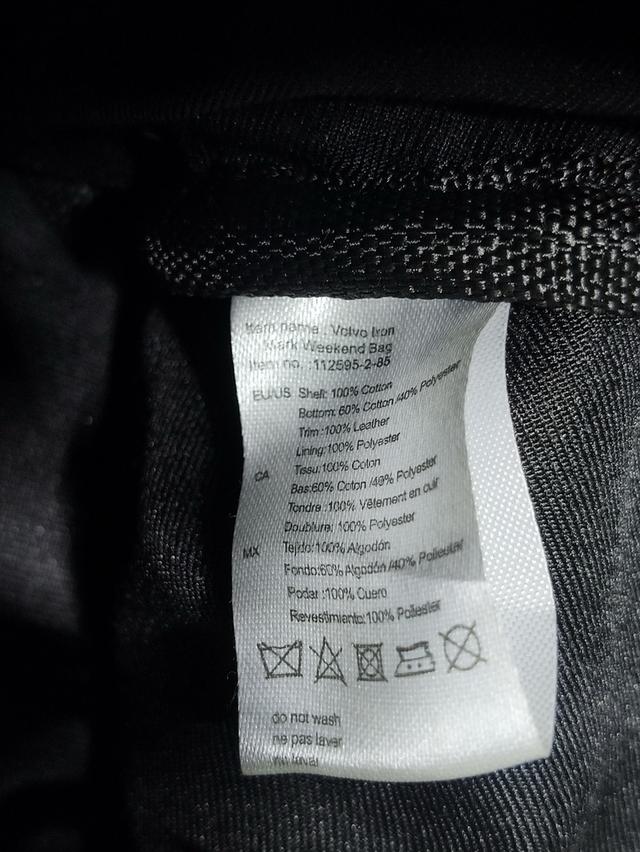 Item name : Volvo Iron
Mark Weekend Bag
Item no. :112595-2-85
EU/US Shell: 100% Cotton
Bottom: 60% Cotton /40% Polyester
Trim :100% Leather
Lining:100% Polyester
CA Tissu:100% Coton
Bas:60% Coton /40% Polyester
Tondre :100% Vêtement en cuir
Doublure: 100% Polyester
MX Tejido:100% Algodón
Fondo:60% Algodón /40% Poliester
Podar :100% Cuero
Revestimiento:100% Poliester
do not wash
ne pas laver